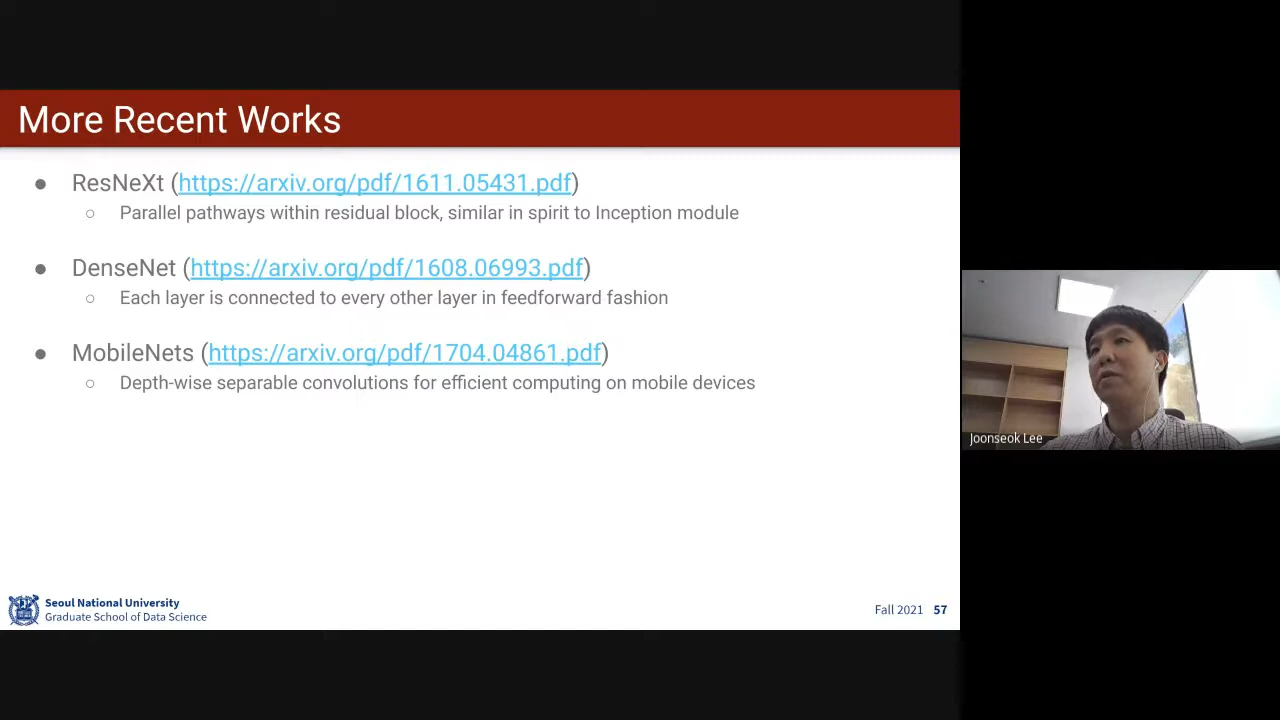 More Recent Works
● ResNeXt (https://arxiv.org/pdf/1611.05431.pdf)
○ Parallel pathways within residual block, similar in spirit to Inception module
● DenseNet (https://arxiv.org/pdf/1608.06993.pdf)
○ Each layer is connected to every other layer in feedforward fashion
● MobileNets (https://arxiv.org/pdf/1704.04861.pdf)
○ Depth-wise separable convolutions for efficient computing on mobile devices
Joonseok Lee
Seoul National University
Graduate School of Data Science
Fall 2021 57